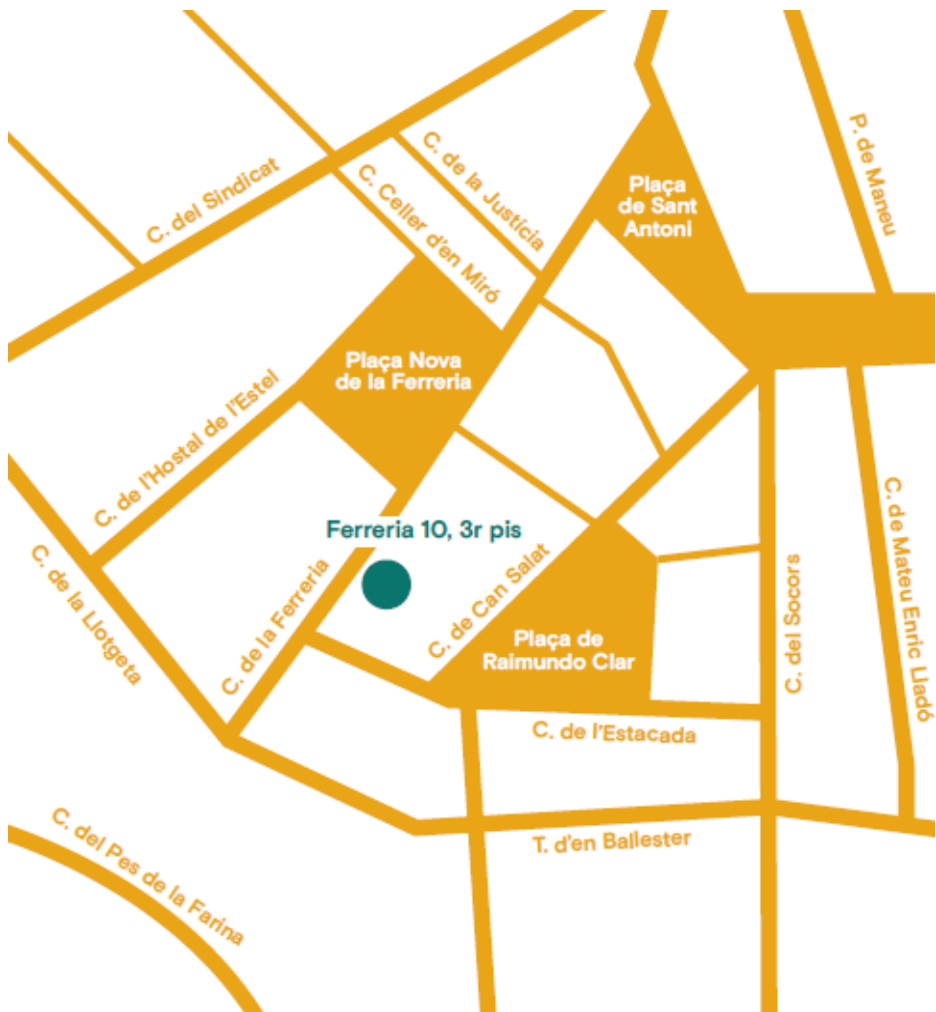 P. de Maneu
C. de la Justícia
C. del Sindicat
C. Celler d'en Miró
Plaça
de Sant
Antoni
Plaça Nova
de la Ferreria
C. de l'Hostal de l'Estel
C. de Mateu Enric Lladó
Ferreria 10, 3r pis
C. de la Llotgeta
C. de la Ferreria
C. de Can Salat
C. del Socors
Plaça de
Raimundo Clar
C. de l'Estacada
T. d'en Ballester
C. del Pes de la Farina